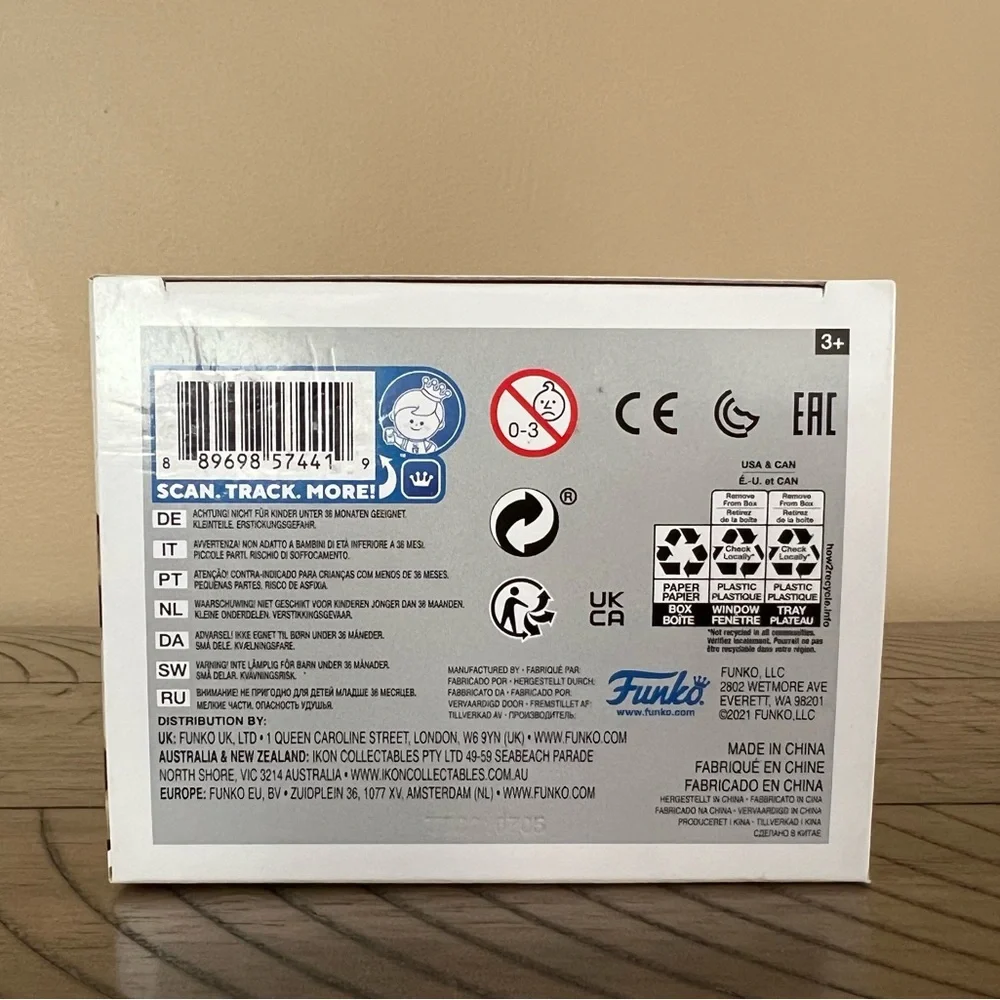 3+
8 89698 57441 9
SCAN. TRACK. MORE!
0-3
CE
EAC
®
UK
CA
USA & CAN
É.-U. et CAN
Remove
From Box
Retirez
de la boîte
Remove
From Box
Retirez
de la boîte
Check
Locally*
Check
Locally*
PAPER
PAPIER
PLASTIC
PLASTIQUE
PLASTIC
PLASTIQUE
BOX
BOÎTE
WINDOW
FENÊTRE
TRAY
PLATEAU
how2recycle.info
*Not recycled in all communities.
Vérifiez localement. Pourrait ne pas
être recyclable dans votre région.
DE ACHTUNG! NICHT FÜR KINDER UNTER 36 MONATEN GEEIGNET.
KLEINTEILE. ERSTICKUNGSGEFAHR.
IT AVVERTENZA! NON ADATTO A BAMBINI DI ETÀ INFERIORE A 36 MESI.
PICCOLE PARTI. RISCHIO DI SOFFOCAMENTO.
PT ATENÇÃO! CONTRA-INDICADO PARA CRIANÇAS COM MENOS DE 36 MESES.
PEQUENAS PARTES. RISCO DE ASFIXIA.
NL WAARSCHUWING! NIET GESCHIKT VOOR KINDEREN JONGER DAN 36 MAANDEN.
KLEINE ONDERDELEN. VERSTIKKINGSGEVAAR.
DA ADVARSEL! IKKE EGNET TIL BØRN UNDER 36 MÅNEDER.
SMÅ DELE. KVÆLNINGSFARE.
SW VARNING! INTE LÄMPLIG FÖR BARN UNDER 36 MÅNADER.
SMÅ DELAR. KVÄVNINGSRISK.
RU ВНИМАНИЕ! НЕ ПРИГОДНО ДЛЯ ДЕТЕЙ МЛАДШЕ 36 МЕСЯЦЕВ.
МЕЛКИЕ ЧАСТИ. ОПАСНОСТЬ УДУШЬЯ.
MANUFACTURED BY • FABRIQUÉ PAR:
FABRICADO POR • HERGESTELLT DURCH:
FABBRICATO DA • FABRICADO POR:
VERVAARDIGD DOOR • FREMSTILLET AF:
TILLVERKAD AV • ПРОИЗВОДИТЕЛЬ:
Funko
www.funko.com
FUNKO, LLC
2802 WETMORE AVE
EVERETT, WA 98201
©2021 FUNKO,LLC
DISTRIBUTION BY:
UK: FUNKO UK, LTD • 1 QUEEN CAROLINE STREET, LONDON, W6 9YN (UK) • WWW.FUNKO.COM
AUSTRALIA & NEW ZEALAND: IKON COLLECTABLES PTY LTD 49-59 SEABEACH PARADE
NORTH SHORE, VIC 3214 AUSTRALIA • WWW.IKONCOLLECTABLES.COM.AU
EUROPE: FUNKO EU, BV • ZUIDPLEIN 36, 1077 XV, AMSTERDAM (NL) • WWW.FUNKO.COM
MADE IN CHINA
FABRIQUÉ EN CHINE
FABRICADO EN CHINA
HERGESTELLT IN CHINA • FABBRICATO IN CINA
FABRICADO NA CHINA • VERVAARDIGD IN CHINA
PRODUCERET I KINA • TILLVERKAD I KINA
СДЕЛАНО В КИТАЕ